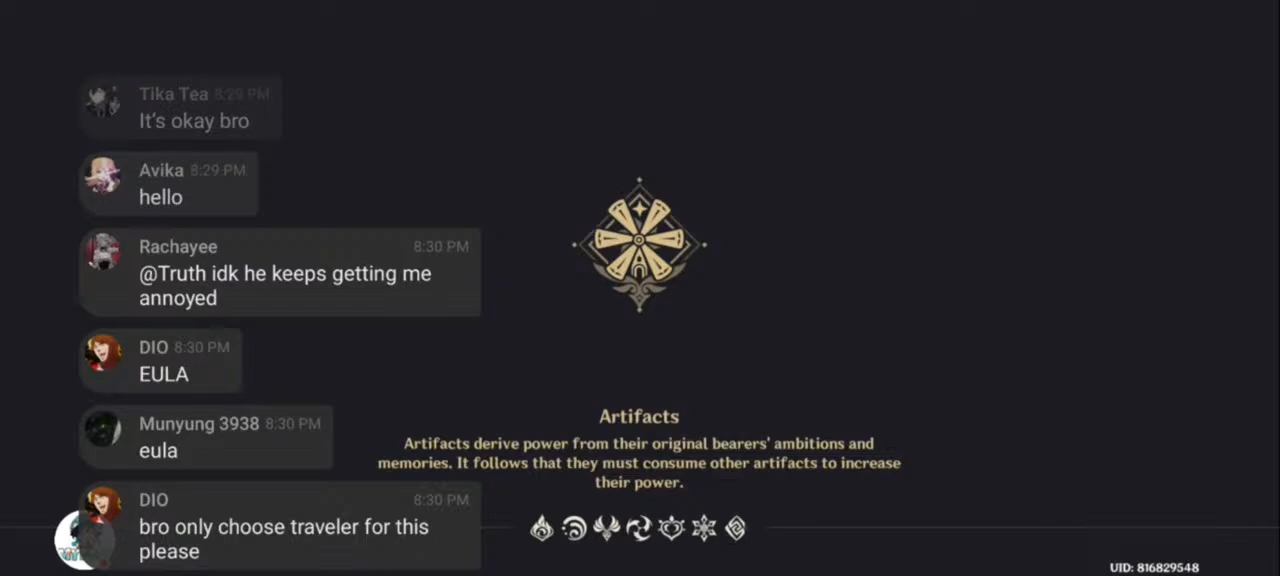 Tika Tea 8:29 PM
It's okay bro
Avika 8:29 PM
hello
Rachayee 8:30 PM
@Truth idk he keeps getting me
annoyed
DIO 8:30 PM
EULA
Munyung 3938 8:30 PM
eula
DIO 8:30 PM
bro only choose traveler for this
please
Artifacts
Artifacts derive power from their original bearers' ambitions and
memories. It follows that they must consume other artifacts to increase
their power.
UID: 816829548